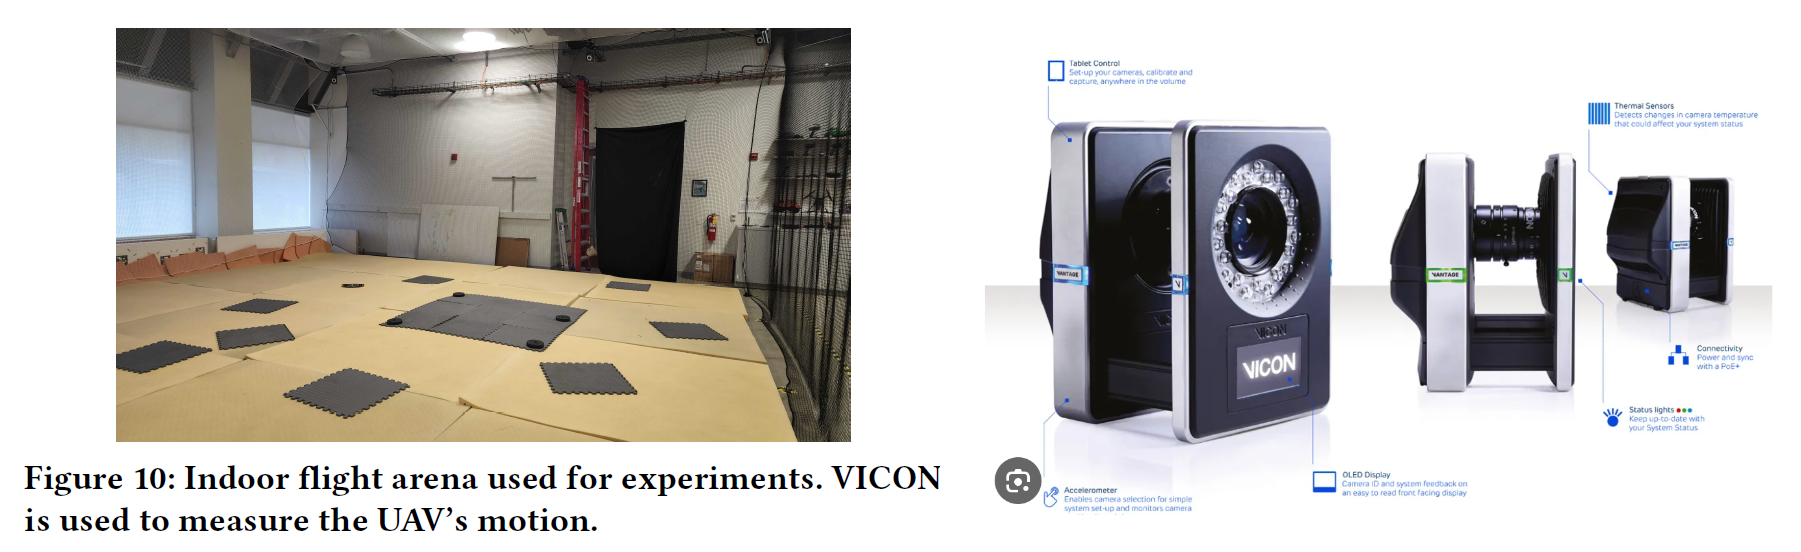 Figure 10: Indoor flight arena used for experiments. VICON
is used to measure the UAV's motion.
Tablet Control
Set-up your cameras, calibrate and
capture, anywhere in the volume
VANTAGE
V
VICON
VICON
Accelerometer
Enables camera selection for simple
system set-up and monitors camera
OLED Display
Camera ID and system feedback on
an easy to read front facing display
Thermal Sensors
Detects changes in camera temperature
that could affect your system status
VANTAGE
V
VANTAGE
Connectivity
Power and sync
with a PoE+
Status lights
Keep up-to-date with
your System Status